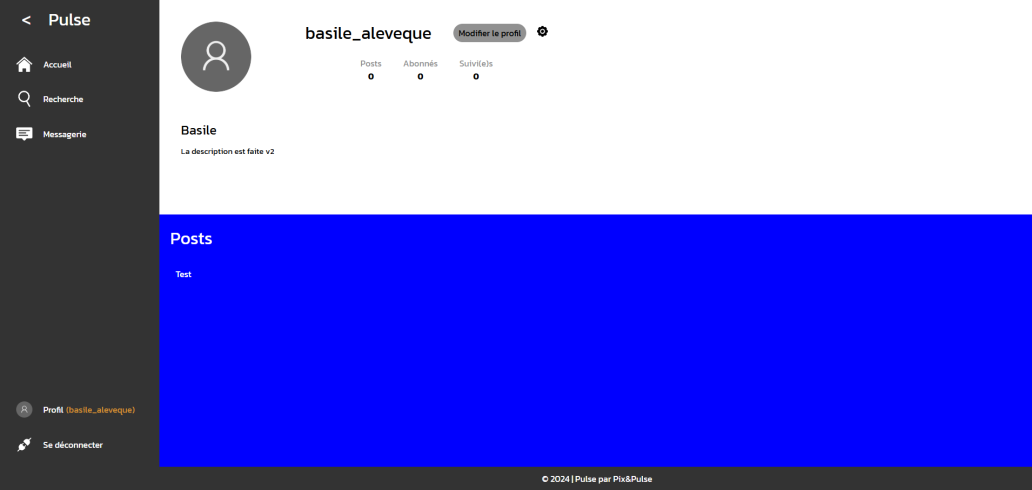 < Pulse
Accueil
Recherche
Messagerie
Profil (basile_aleveque)
Se déconnecter
basile_aleveque
Modifier le profil
Posts Abonnés Suivi(e)s
0 0 0
Basile
La description est faite v2
Posts
Test
© 2024 | Pulse par Pix&Pulse